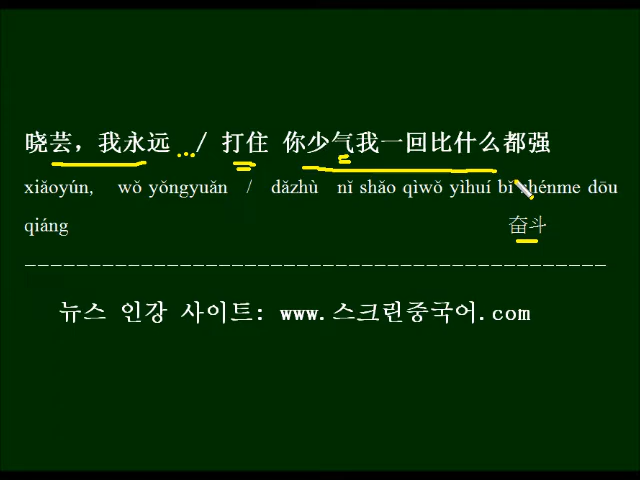 晓芸，我永远 .../ 打住 你少气我一回比什么都强
xiǎoyún, wǒ yǒngyuǎn / dǎzhù nǐ shǎo qìwǒ yìhuí bǐ shénme dōu
qiáng 奋斗
뉴스 인강 사이트: www.스크린중국어.com